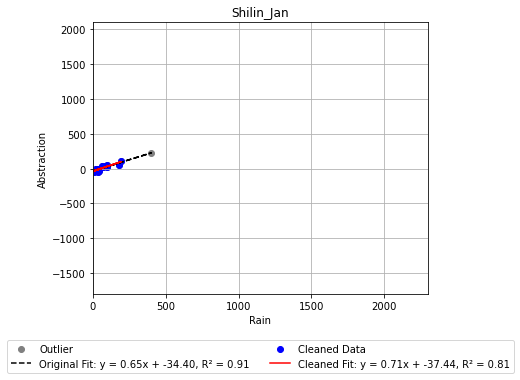 Shilin_Jan
2000
1500
1000
500
0
−500
−1000
−1500
Abstraction
0 500 1000 1500 2000
Rain
Outlier Cleaned Data
Original Fit: y = 0.65x + -34.40, R² = 0.91 Cleaned Fit: y = 0.71x + -37.44, R² = 0.81